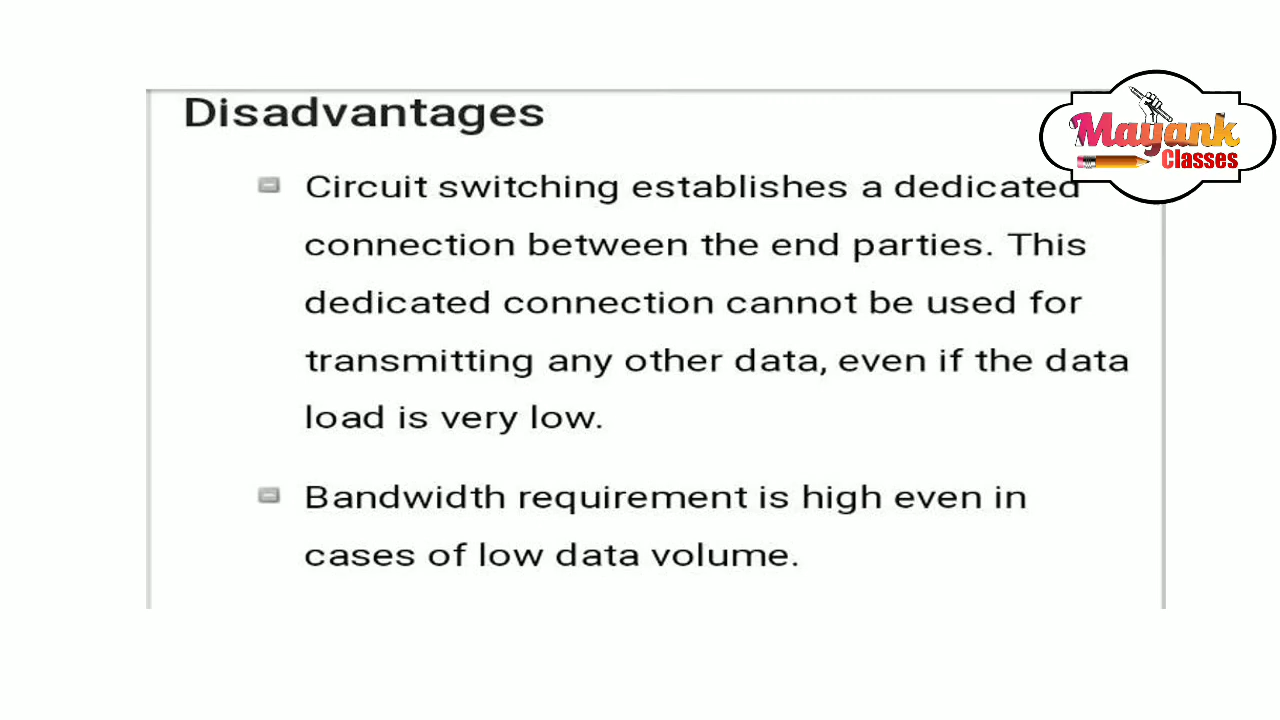 Disadvantages
Mayank
Classes
Circuit switching establishes a dedicated
connection between the end parties. This
dedicated connection cannot be used for
transmitting any other data, even if the data
load is very low.
Bandwidth requirement is high even in
cases of low data volume.